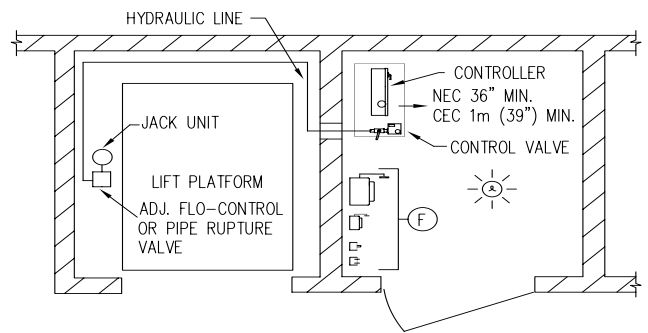 HYDRAULIC LINE
CONTROLLER
NEC 36” MIN.
CEC 1m (39”) MIN.
CONTROL VALVE
JACK UNIT
LIFT PLATFORM
ADJ. FLO-CONTROL
OR PIPE RUPTURE
VALVE
F